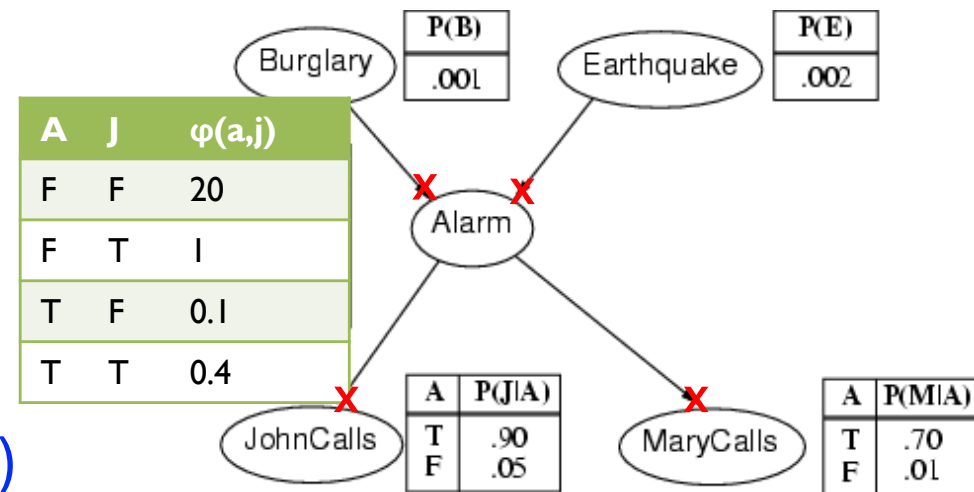 Burglary
P(B)
.001
Earthquake
P(E)
.002
A J φ(a,j)
F F 20
F T 1
T F 0.1
T T 0.4
X X
Alarm
X X
JohnCalls
A P(J|A)
T .90
F .05
MaryCalls
A P(M|A)
T .70
F .01
)